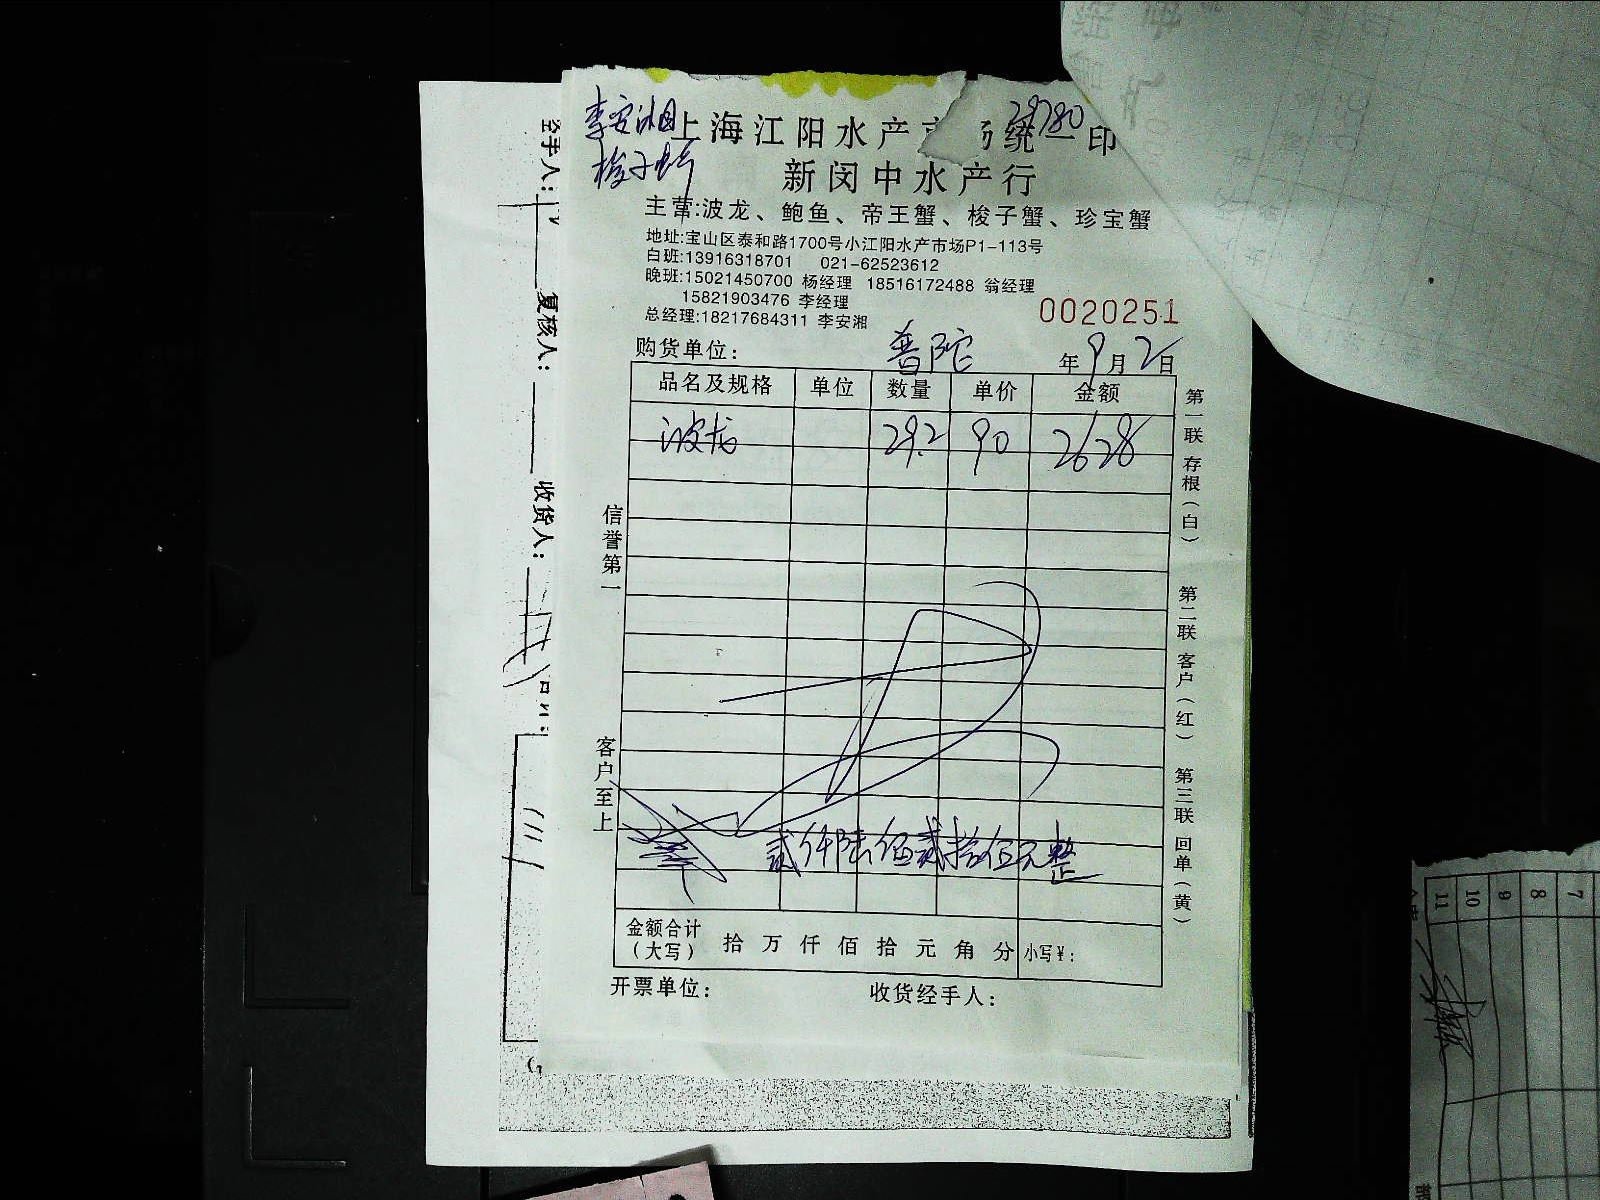 李安湘
梭子蟹
29780
上海江阳水产 场统一印
新闵中水产行
主营:波龙、鲍鱼、帝王蟹、梭子蟹、珍宝蟹
地址:宝山区泰和路1700号小江阳水产市场P1-113号
白班:13916318701 021-62523612
晚班:15021450700 杨经理 18516172488 翁经理
15821903476 李经理
总经理:18217684311 李安湘
0020251
购货单位: 普陀 年9月2日
品名及规格 单位 数量 单价 金额
波龙 29.2 90 2628
贰仟陆佰贰拾 元整
金额合计
(大写) 拾万仟佰拾元角分 小写¥:
开票单位: 收货经手人:
信誉第一
客户至上
第一联存根(白)
第二联客户(红)
第三联回单(黄)
复核人:
收货人:
11 10 9 8 7